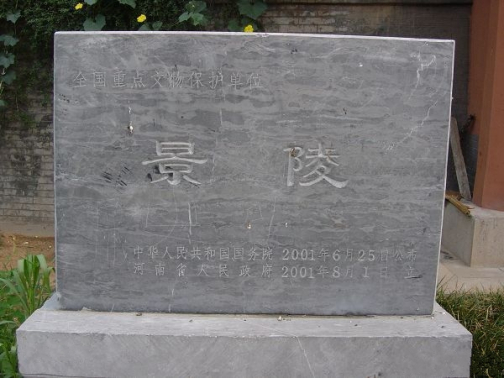 全国重点文物保护单位
景陵
中华人民共和国国务院 2001年6月25日公布
河南省人民政府 2001年8月1日 立